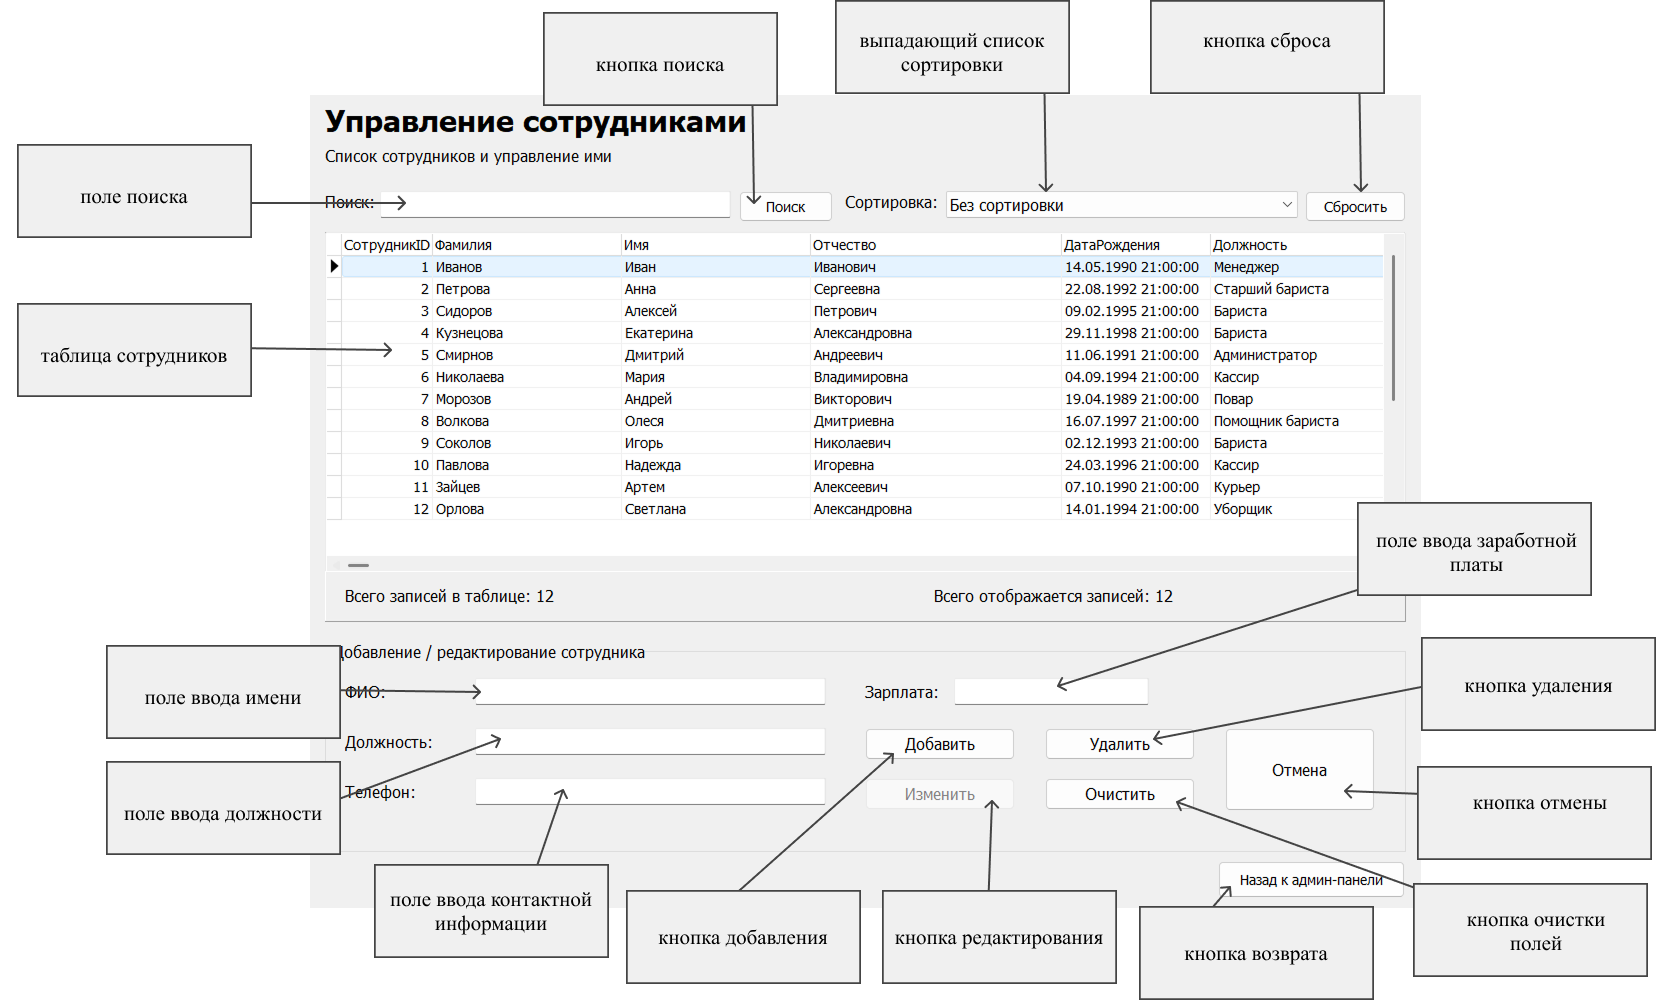 кнопка поиска
выпадающий список
сортировки
кнопка сброса
Управление сотрудниками
Список сотрудников и управление ими
поле поиска
Поиск:
Поиск
Сортировка:
Без сортировки
Сбросить
СотрудникID Фамилия Имя Отчество ДатаРождения Должность
1 Иванов Иван Иванович 14.05.1990 21:00:00 Менеджер
2 Петрова Анна Сергеевна 22.08.1992 21:00:00 Старший бариста
3 Сидоров Алексей Петрович 09.02.1995 21:00:00 Бариста
4 Кузнецова Екатерина Александровна 29.11.1998 21:00:00 Бариста
5 Смирнов Дмитрий Андреевич 11.06.1991 21:00:00 Администратор
6 Николаева Мария Владимировна 04.09.1994 21:00:00 Кассир
7 Морозов Андрей Викторович 19.04.1989 21:00:00 Повар
8 Волкова Олеся Дмитриевна 16.07.1997 21:00:00 Помощник бариста
9 Соколов Игорь Николаевич 02.12.1993 21:00:00 Бариста
10 Павлова Надежда Игоревна 24.03.1996 21:00:00 Кассир
11 Зайцев Артем Алексеевич 07.10.1990 21:00:00 Курьер
12 Орлова Светлана Александровна 14.01.1994 21:00:00 Уборщик
таблица сотрудников
поле ввода заработной
платы
Всего записей в таблице: 12
Всего отображается записей: 12
Добавление / редактирование сотрудника
поле ввода имени
ФИО:
Зарплата:
кнопка удаления
Должность:
Добавить
Удалить
Отмена
Телефон:
Изменить
Очистить
поле ввода должности
кнопка отмены
Назад к админ-панели
поле ввода контактной
информации
кнопка добавления
кнопка редактирования
кнопка возврата
кнопка очистки
полей